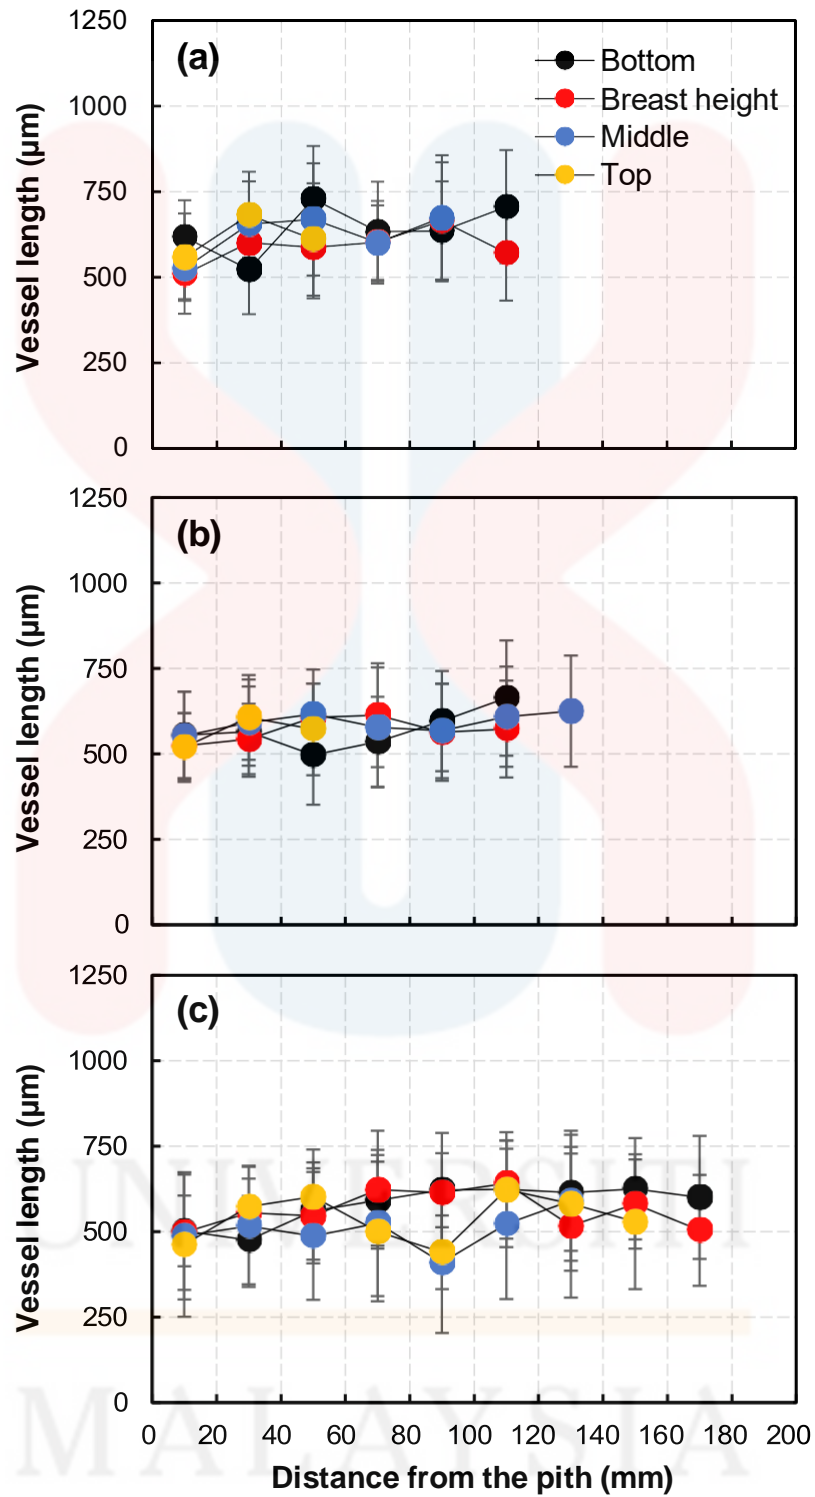 1250
(a)
Bottom
Breast height
Middle
Top
1000
750
500
250
0
Vessel length (µm)
1250
(b)
1000
750
500
250
0
Vessel length (µm)
1250
(c)
1000
750
500
250
0
Vessel length (µm)
0 20 40 60 80 100 120 140 160 180 200
Distance from the pith (mm)
UNIVERSITI
MALAYSIA